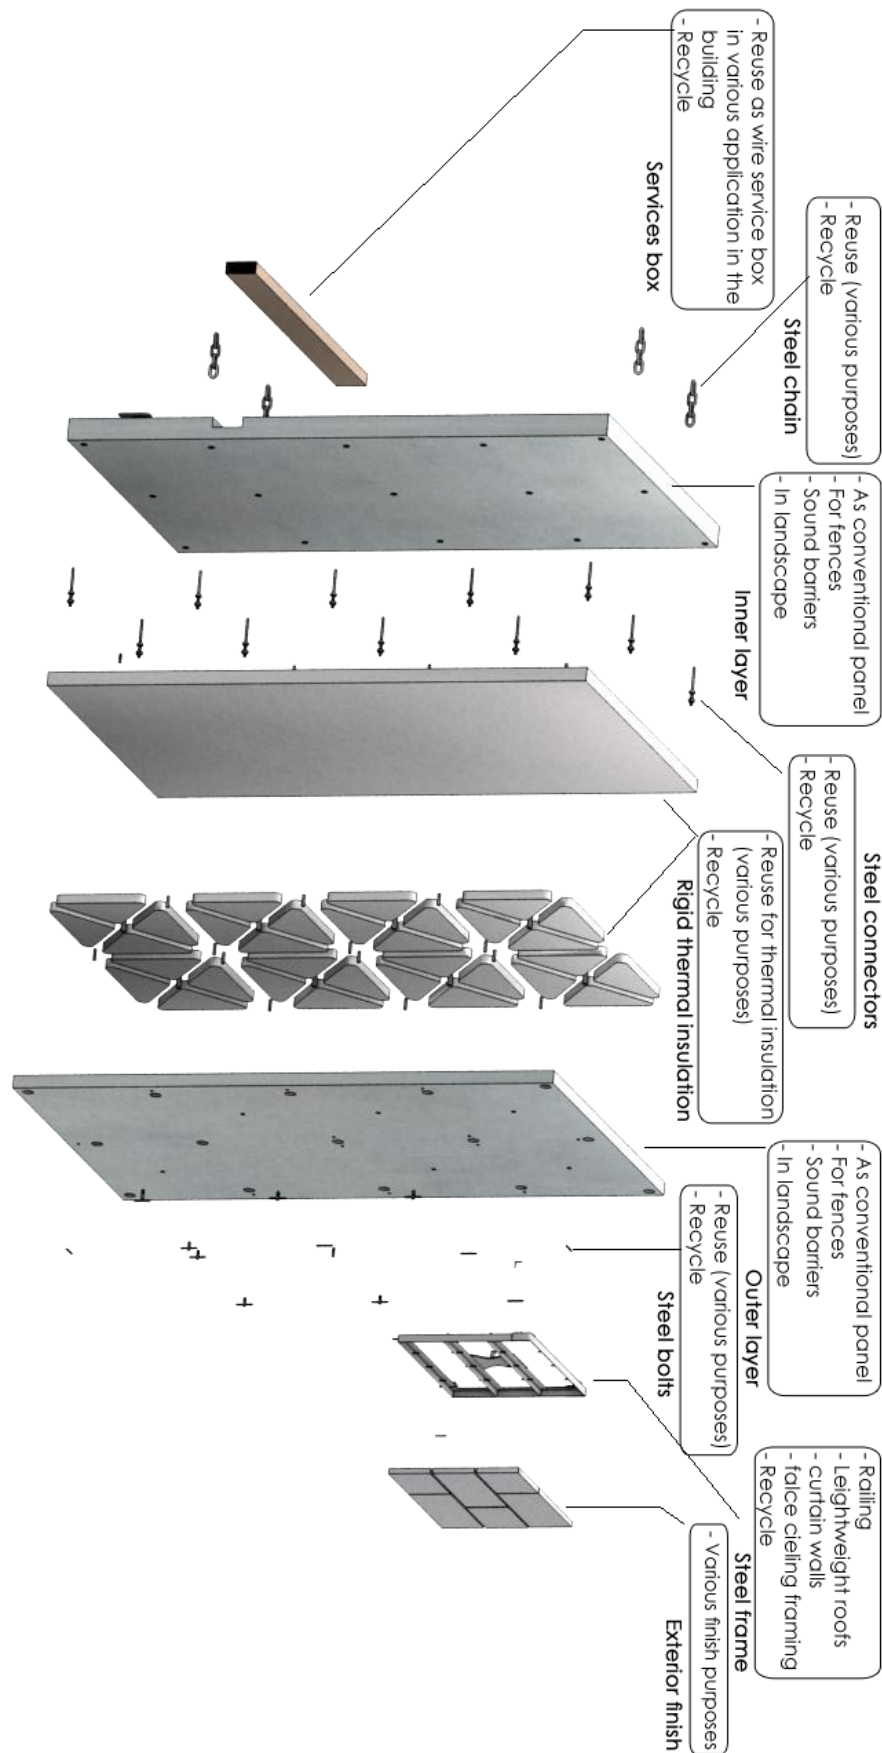 - Reuse as wire service box
in various application in the
building
- Recycle
Services box
- Reuse (various purposes)
- Recycle
Steel chain
- As conventional panel
- For fences
- Sound barriers
- In landscape
Inner layer
Steel connectors
- Reuse (various purposes)
- Recycle
- Reuse for thermal insulation
(various purposes)
- Recycle
Rigid thermal insulation
- As conventional panel
- For fences
- Sound barriers
- In landscape
Outer layer
- Reuse (various purposes)
- Recycle
Steel bolts
- Railing
- Leightweight roofs
- curtain walls
- falce cieling framing
- Recycle
Steel frame
- Various finish purposes
Exterior finish